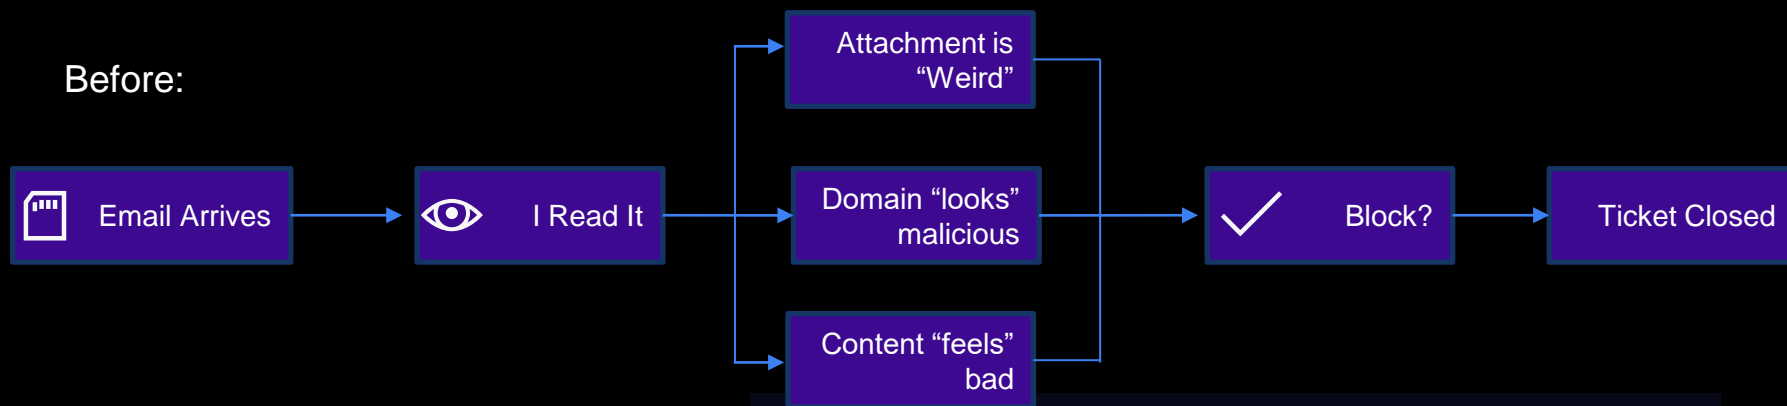 Before:
Email Arrives
I Read It
Attachment is
“Weird”
Domain “looks”
malicious
Content “feels”
bad
Block?
Ticket Closed